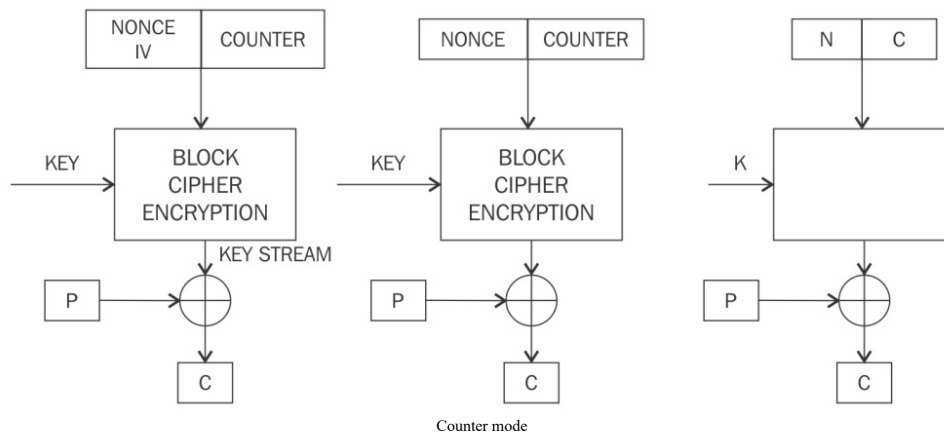 NONCE
IV
COUNTER
NONCE
COUNTER
N
C
KEY
BLOCK
CIPHER
ENCRYPTION
KEY
BLOCK
CIPHER
ENCRYPTION
K
KEY STREAM
P
P
P
C
C
C
Counter mode